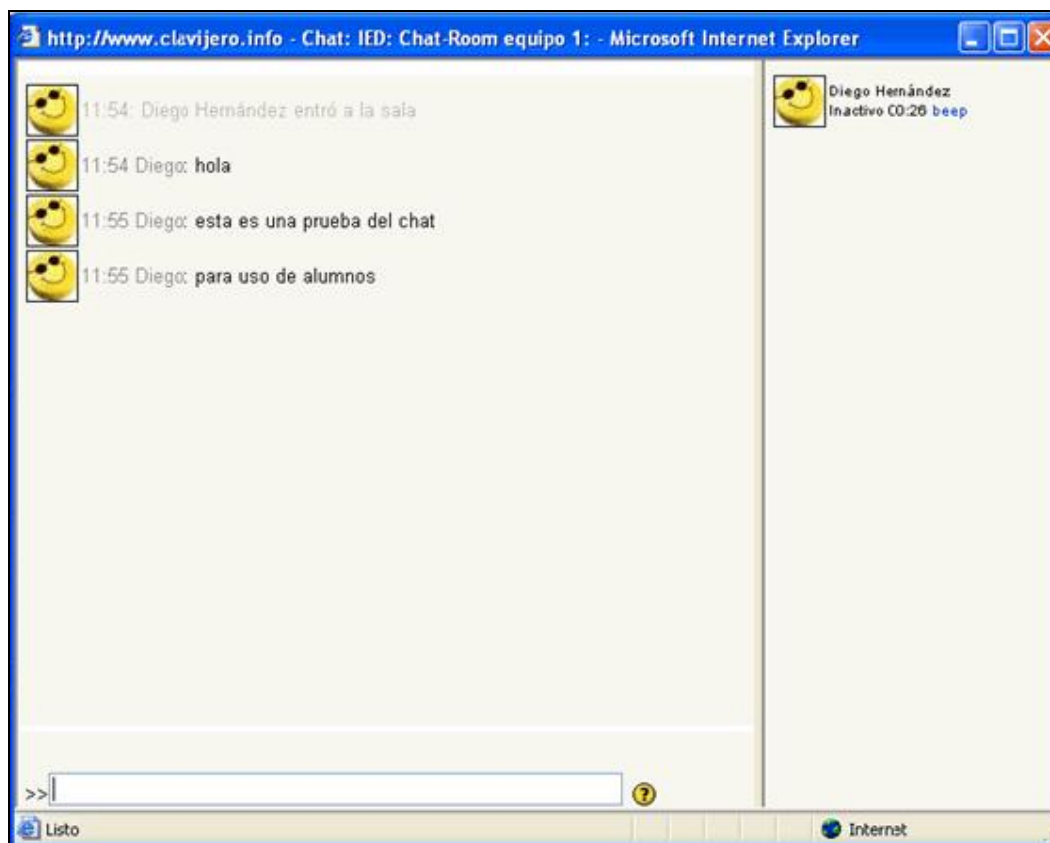 http://www.clavijero.info - Chat: IED: Chat-Room equipo 1: - Microsoft Internet Explorer
11:54: Diego Hernández entró a la sala
11:54 Diego: hola
11:55 Diego: esta es una prueba del chat
11:55 Diego: para uso de alumnos
Diego Hernández
Inactivo 00:26 beep
>>
?
Listo
Internet